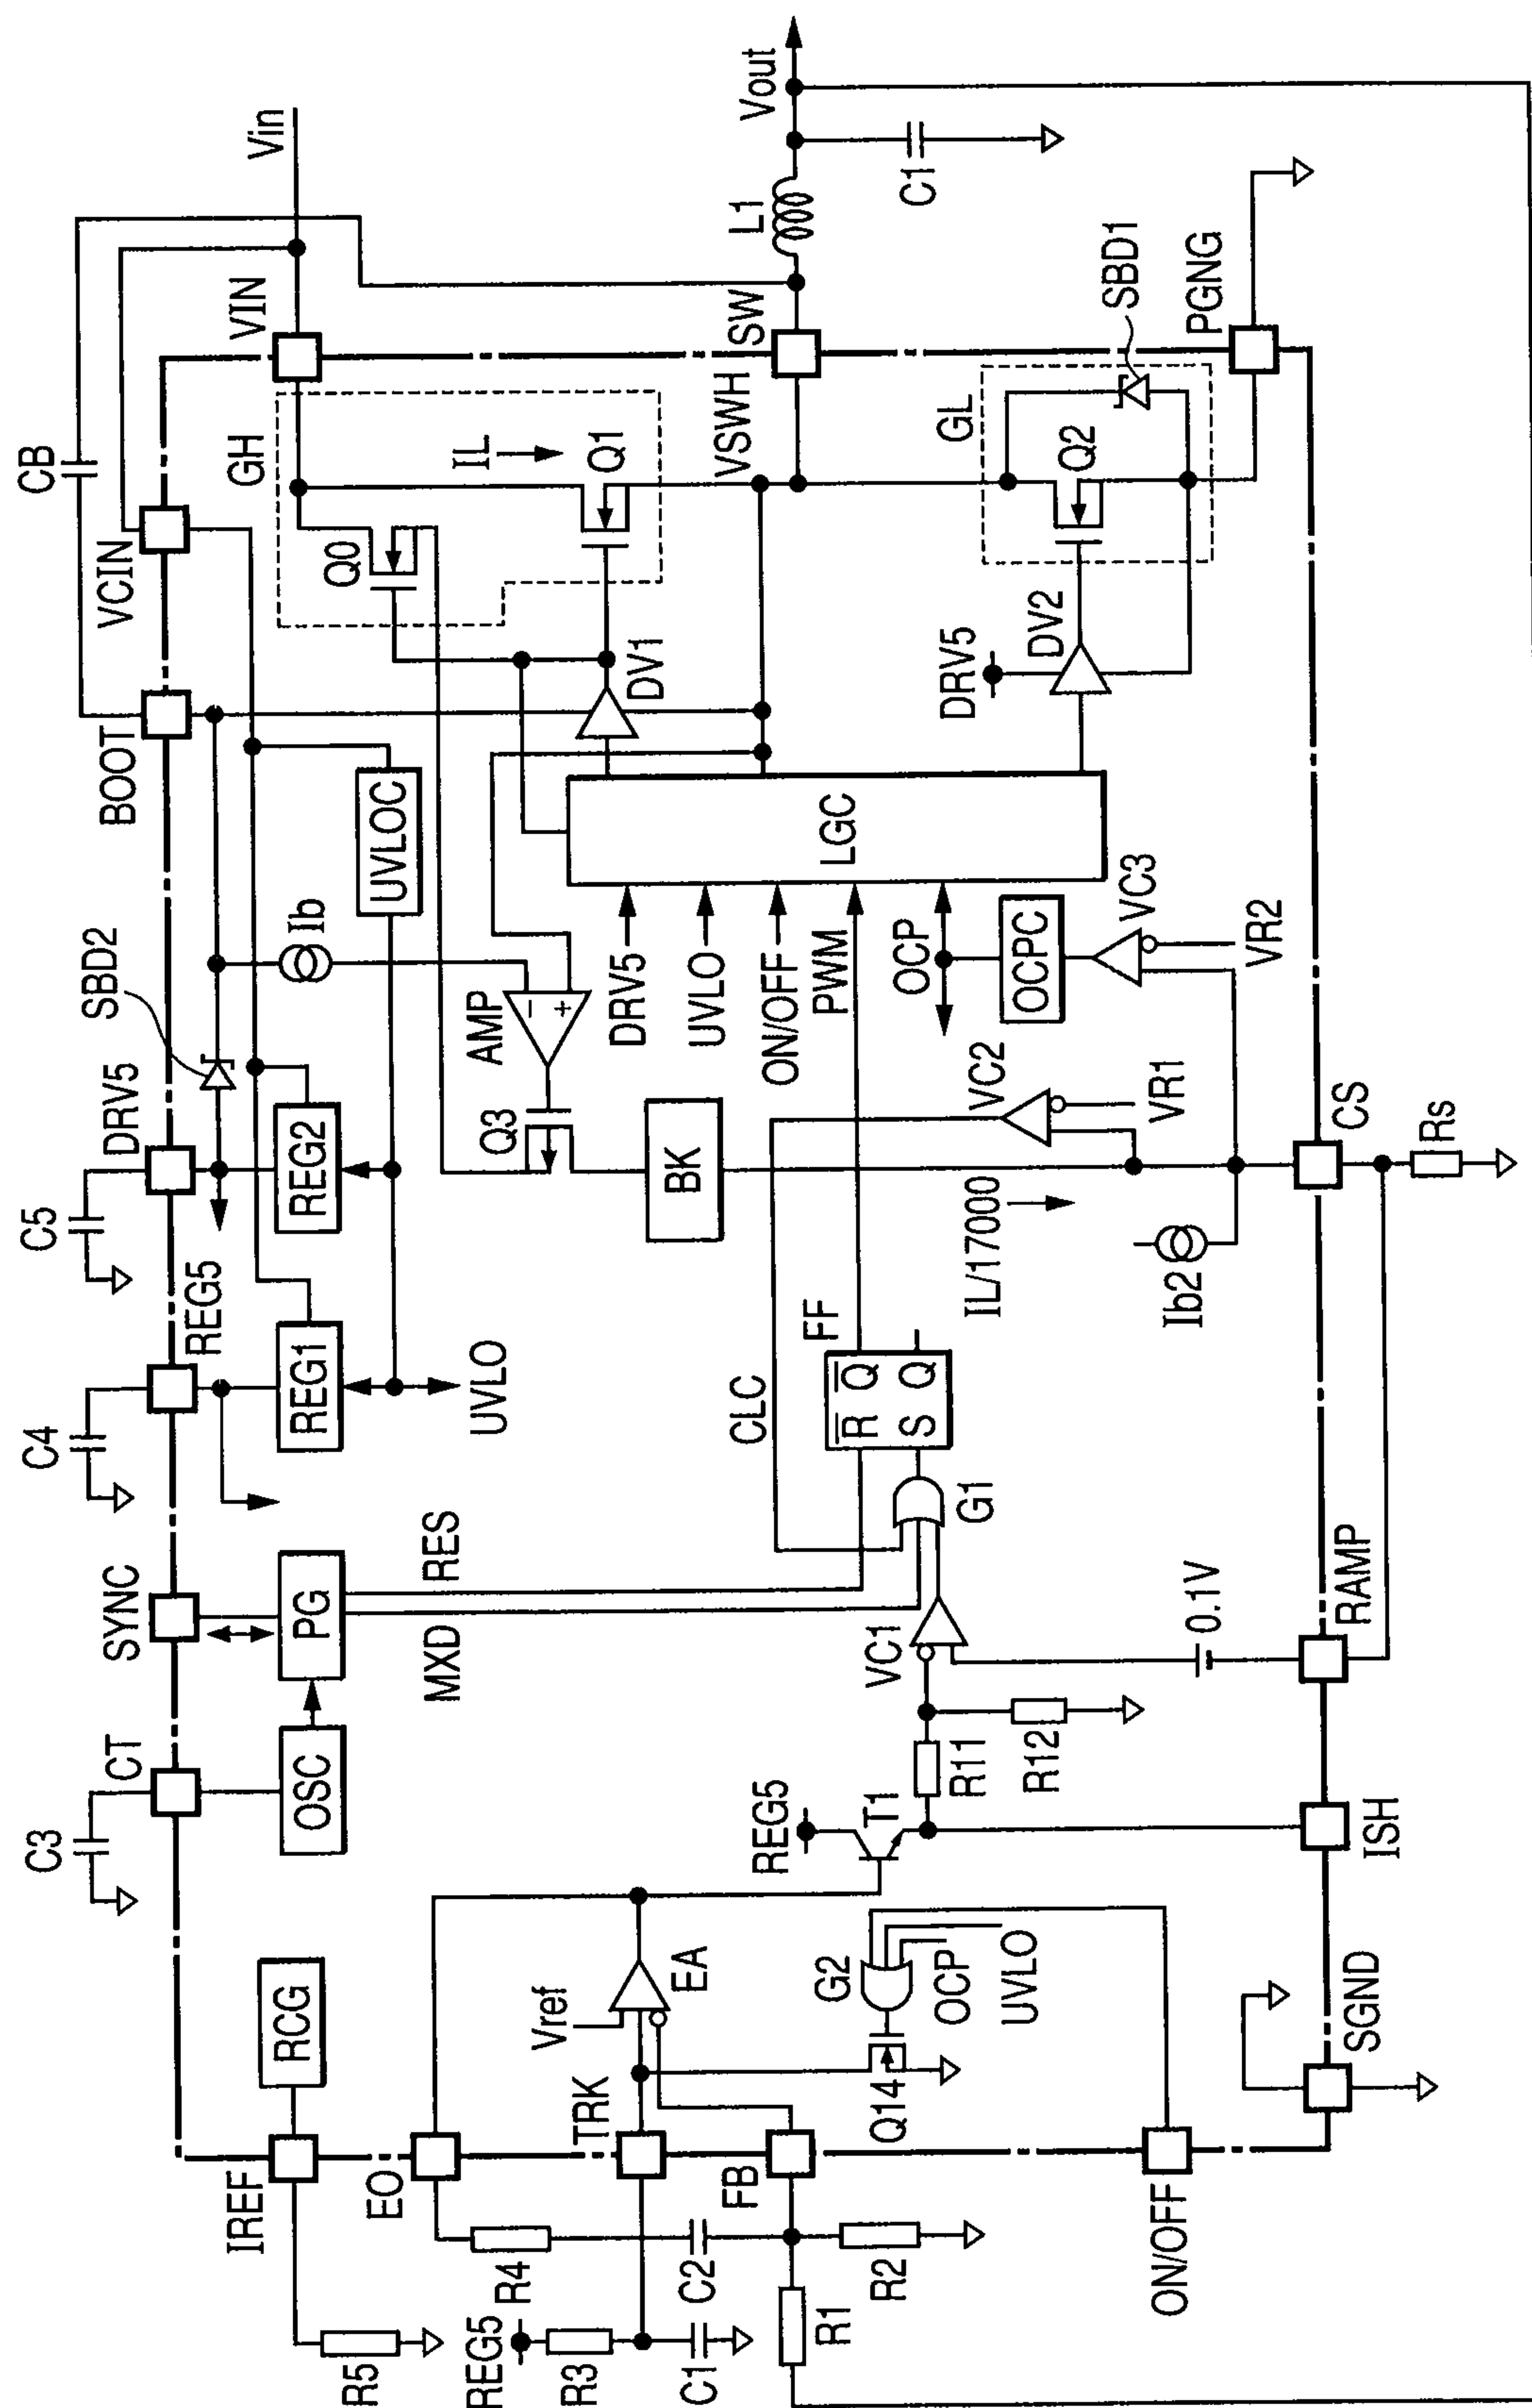 IREF
R5
RCG
EO
R4
REG5
R3
C1
C2
TRK
FB
R1
R2
ON/OFF
Vref
EA
G2
OCP
UVLO
Q14
SGND
C3
CT
OSC
SYNC
PG
MXD
RES
REG5
T1
R11
R12
ISH
VC1
0.1V
RAMP
G1
CLC
FF
R
Q
S
Q
C4
REG5
REG1
UVLO
C5
DRV5
REG2
SBD2
Ib
UVLOC
AMP
−
+
Q3
BK
IL/17000
Ib2
VC2
VR1
CS
Rs
VC3
VR2
OCPC
DRV5
UVLO
ON/OFF
PWM
OCP
LGC
BOOT
CB
VCIN
DV1
Q0
GH
IL
Q1
VIN
Vin
VSWH
SW
L1
Vout
C1
DRV5
DV2
GL
Q2
SBD1
PGNG